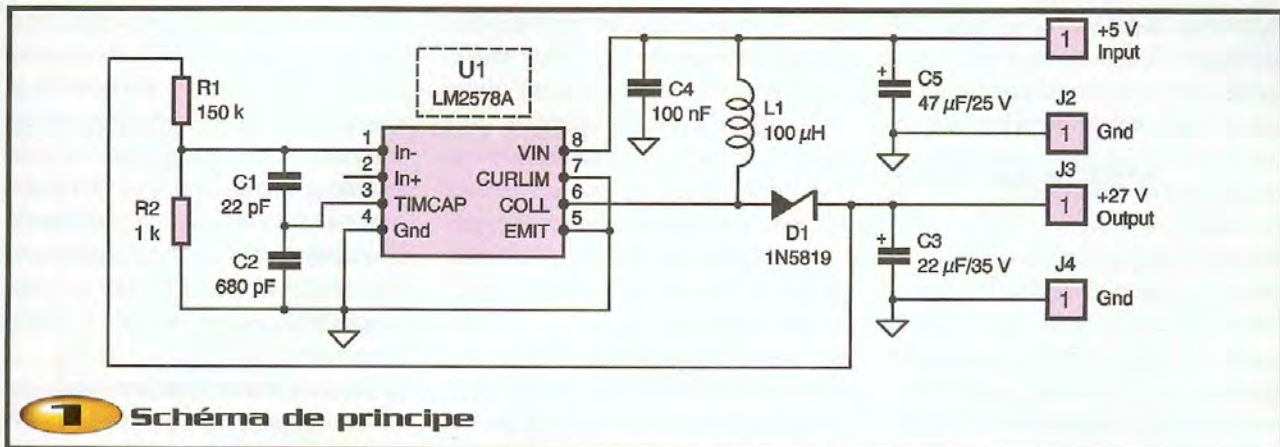 R1
150 k
R2
1 k
C1
22 pF
C2
680 pF
U1
LM2578A
1
In-
2
In+
3
TIMCAP
4
Gnd
VIN
8
CURLIM
7
COLL
6
EMIT
5
C4
100 nF
L1
100 µH
D1
1N5819
+
C5
47 µF/25 V
+
C3
22 µF/35 V
1
+5 V
Input
J2
1
Gnd
J3
1
+27 V
Output
J4
1
Gnd
1 Schéma de principe